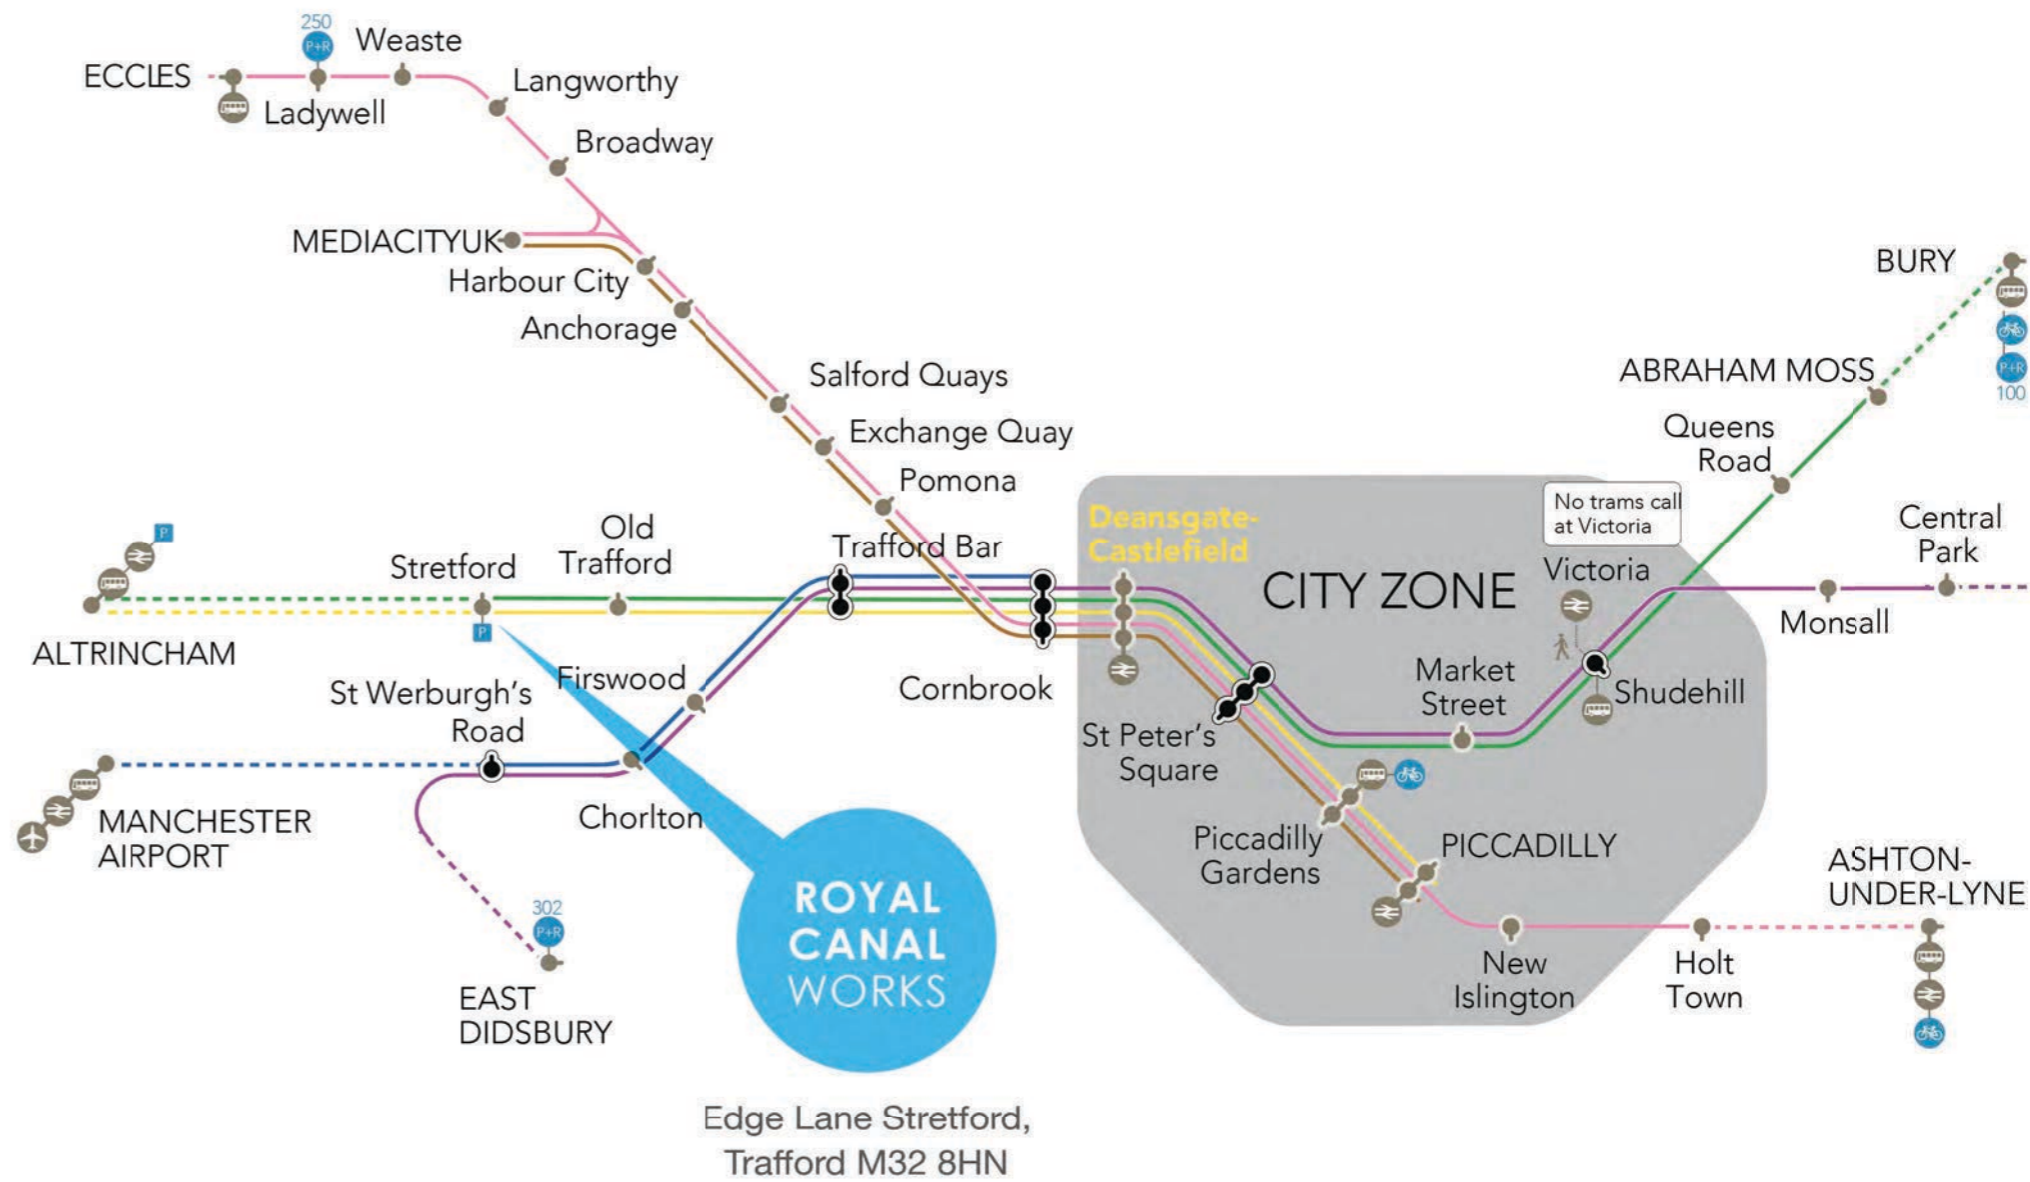 250
P+R
Weaste
ECCLES
Ladywell
Langworthy
Broadway
MEDIACITYUK
Harbour City
Anchorage
Salford Quays
Exchange Quay
Pomona
BURY
P+R
100
ABRAHAM MOSS
Queens
Road
No trams call
at Victoria
Central
Park
Victoria
Monsall
P
Stretford
Old
Trafford
Trafford Bar
Deansgate-
Castlefield
CITY ZONE
P
ALTRINCHAM
Firswood
St Werburgh's
Road
Cornbrook
Market
Street
Shudehill
St Peter's
Square
MANCHESTER
AIRPORT
Chorlton
Piccadilly
Gardens
PICCADILLY
ASHTON-
UNDER-LYNE
302
P+R
EAST
DIDSBURY
ROYAL
CANAL
WORKS
New
Islington
Holt
Town
Edge Lane Stretford,
Trafford M32 8HN